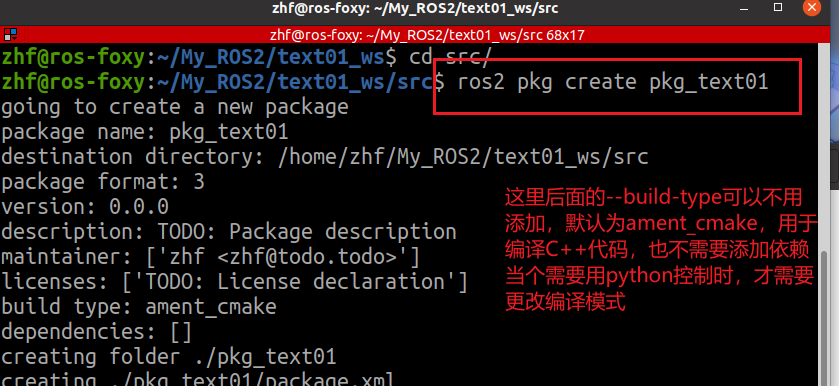 zhf@ros-foxy: ~/My_ROS2/text01_ws/src
zhf@ros-foxy: ~/My_ROS2/text01_ws/src 68x17
zhf@ros-foxy:~/My_ROS2/text01_ws$ cd src/
zhf@ros-foxy:~/My_ROS2/text01_ws/src$ ros2 pkg create pkg_text01
going to create a new package
package name: pkg_text01
destination directory: /home/zhf/My_ROS2/text01_ws/src
package format: 3
version: 0.0.0
description: TODO: Package description
maintainer: ['zhf <zhf@todo.todo>']
licenses: ['TODO: License declaration']
build type: ament_cmake
dependencies: []
creating folder ./pkg_text01
creating ./pkg_text01/package.xml
这里后面的--build-type可以不用
添加，默认为ament_cmake，用于
编译C++代码，也不需要添加依赖
当个需要用python控制时，才需要
更改编译模式